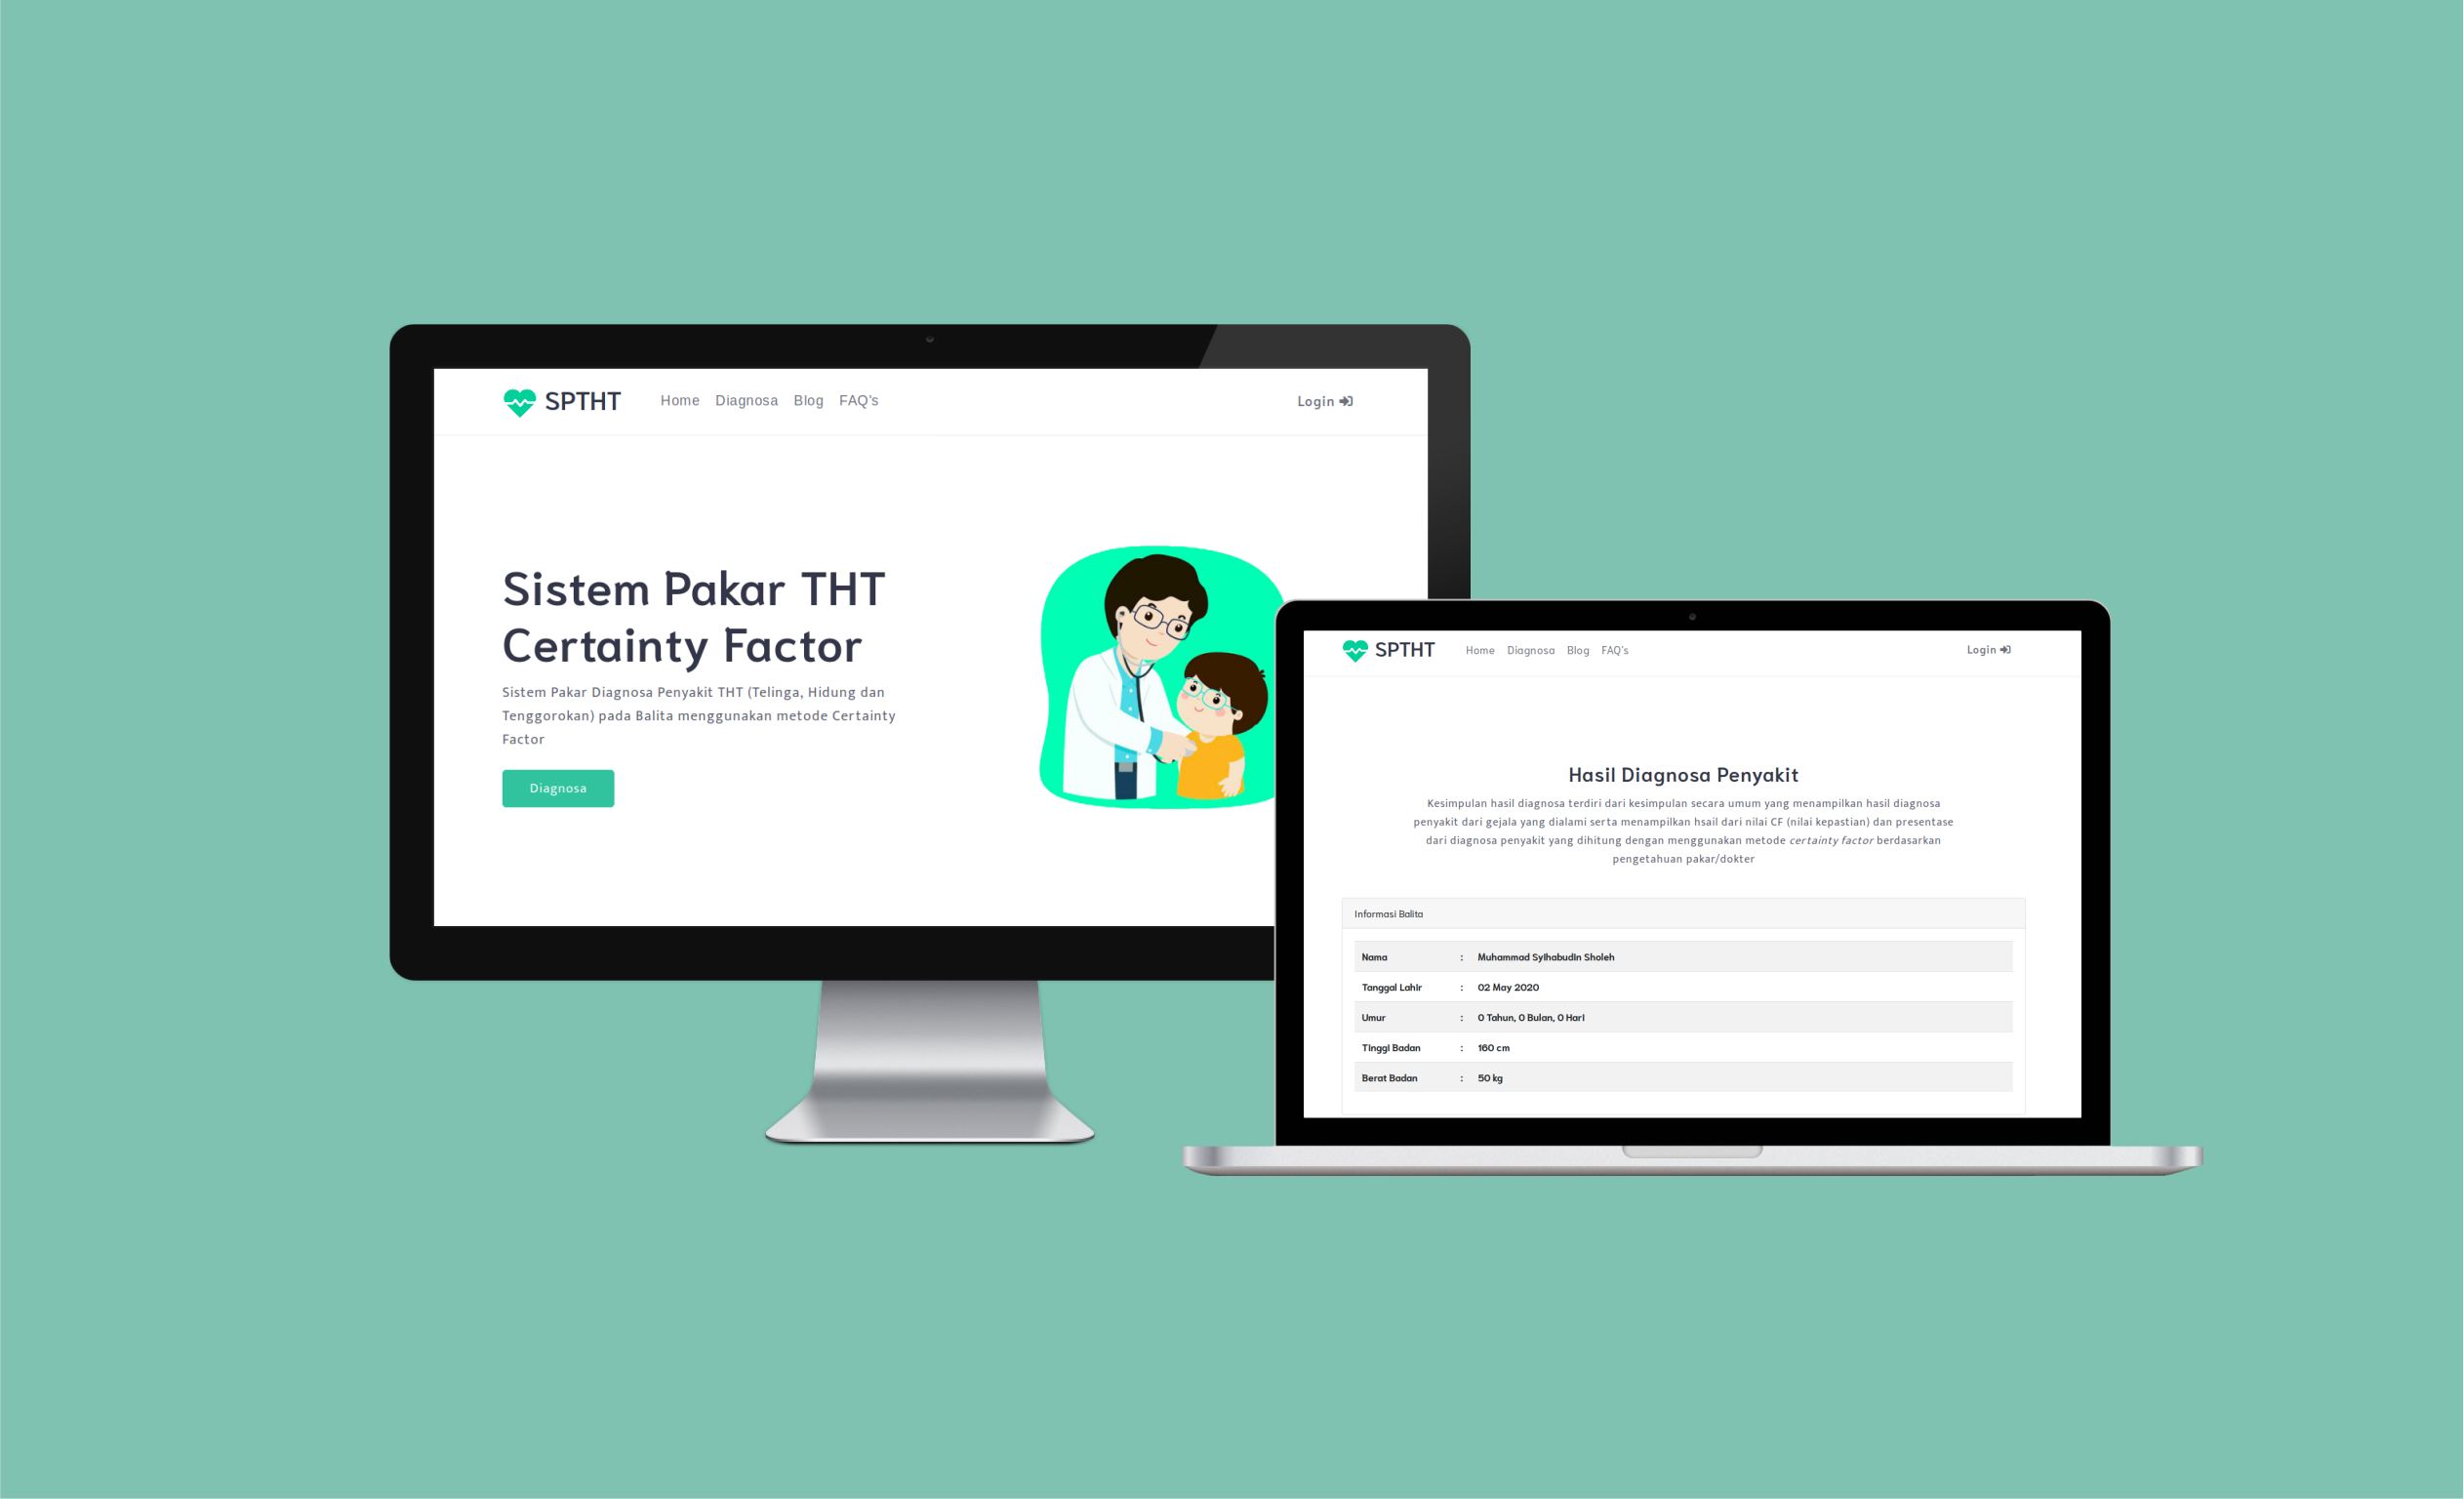 SPTHT Home Diagnosa Blog FAQ's Login
Sistem Pakar THT
Certainty Factor
Sistem Pakar Diagnosa Penyakit THT (Telinga, Hidung dan
Tenggorokan) pada Balita menggunakan metode Certainty
Factor
Diagnosa
SPTHT Home Diagnosa Blog FAQ's Login
Hasil Diagnosa Penyakit
Kesimpulan hasil diagnosa terdiri dari kesimpulan secara umum yang menampilkan hasil diagnosa
penyakit dari gejala yang dialami serta menampilkan hsail dari nilai CF (nilai kepastian) dan presentase
dari diagnosa penyakit yang dihitung dengan menggunakan metode certainty factor berdasarkan
pengetahuan pakar/dokter
Informasi Balita
Nama : Muhammad Syihabudin Sholeh
Tanggal Lahir : 02 May 2020
Umur : 0 Tahun, 0 Bulan, 0 Hari
Tinggi Badan : 160 cm
Berat Badan : 50 kg